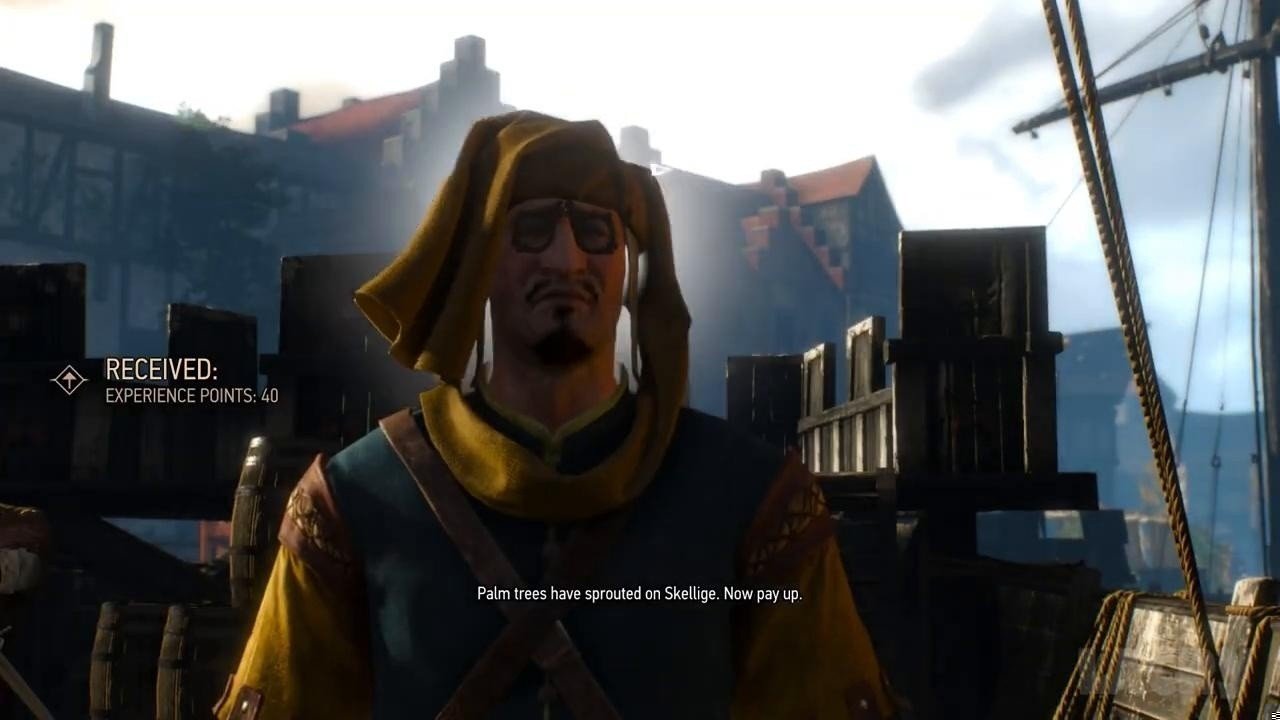 RECEIVED:
EXPERIENCE POINTS: 40
Palm trees have sprouted on Skellige. Now pay up.